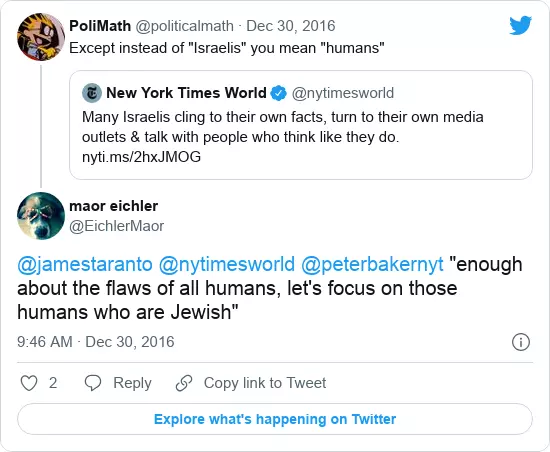 PoliMath @politicalmath · Dec 30, 2016
Except instead of "Israelis" you mean "humans"
New York Times World @nytimesworld
Many Israelis cling to their own facts, turn to their own media
outlets & talk with people who think like they do.
nyti.ms/2hxJMOG
maor eichler
@EichlerMaor
@jamestaranto @nytimesworld @peterbakernyt "enough
about the flaws of all humans, let's focus on those
humans who are Jewish"
9:46 AM · Dec 30, 2016
2 Reply Copy link to Tweet
Explore what's happening on Twitter